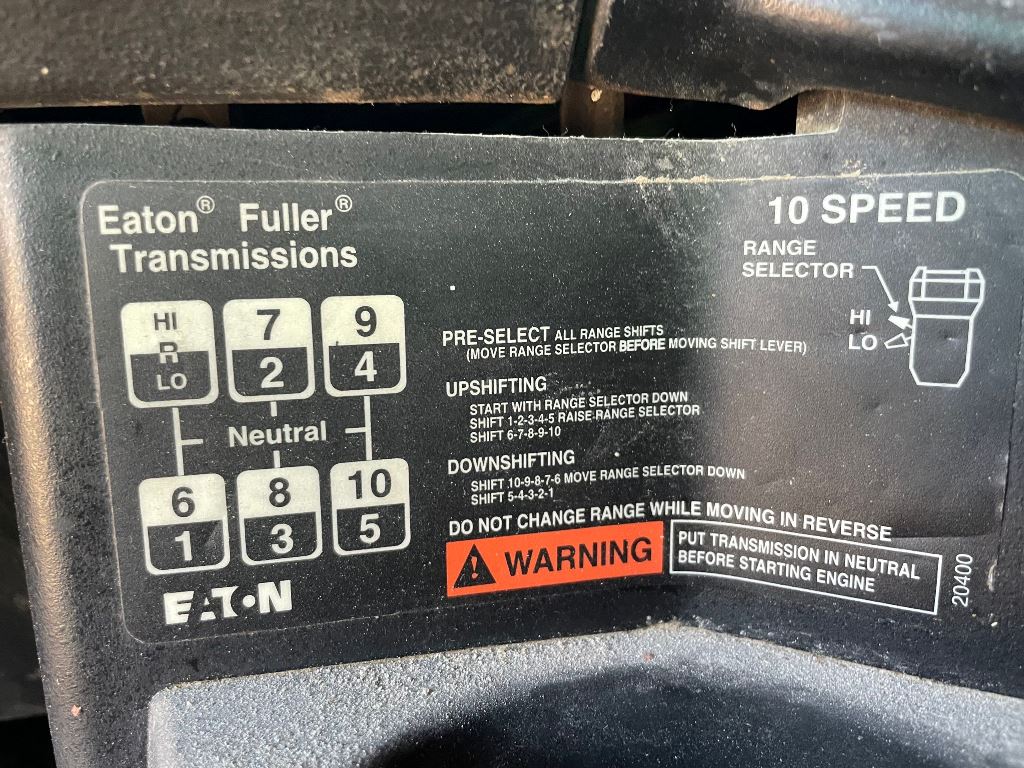 Eaton® Fuller®
Transmissions
10 SPEED
RANGE
SELECTOR
HI
LO
HI
R
LO
7
2
9
4
Neutral
6
1
8
3
10
5
PRE-SELECT ALL RANGE SHIFTS
(MOVE RANGE SELECTOR BEFORE MOVING SHIFT LEVER)
UPSHIFTING
START WITH RANGE SELECTOR DOWN
SHIFT 1-2-3-4-5 RAISE RANGE SELECTOR
SHIFT 6-7-8-9-10
DOWNSHIFTING
SHIFT 10-9-8-7-6 MOVE RANGE SELECTOR DOWN
SHIFT 5-4-3-2-1
DO NOT CHANGE RANGE WHILE MOVING IN REVERSE
WARNING
PUT TRANSMISSION IN NEUTRAL
BEFORE STARTING ENGINE
20400
EATON